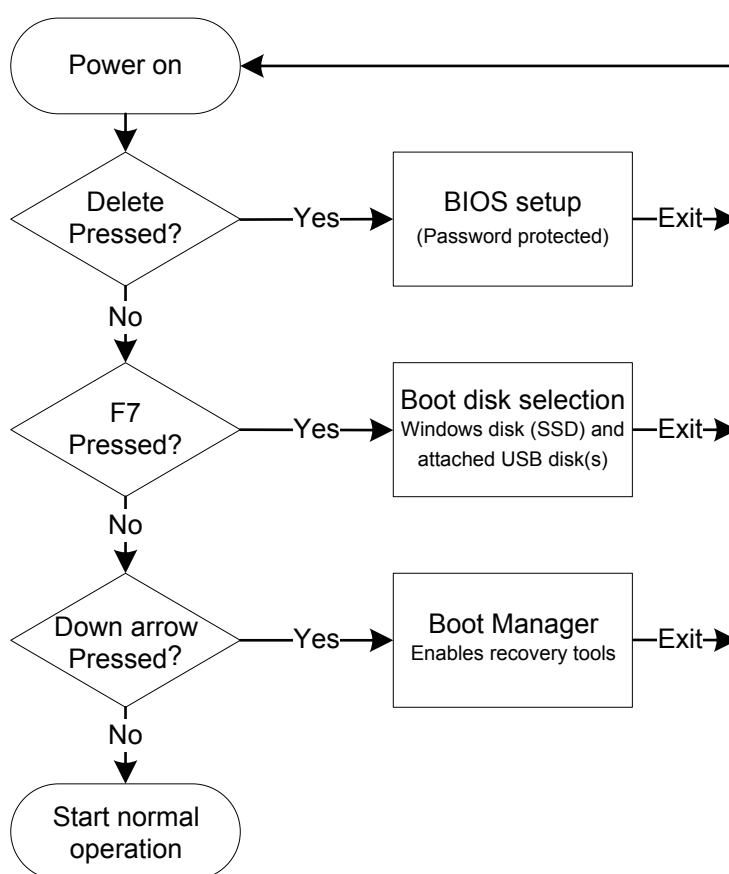 Power on
Delete
Pressed?
Yes
BIOS setup
(Password protected)
Exit
No
F7
Pressed?
Yes
Boot disk selection
Windows disk (SSD) and
attached USB disk(s)
Exit
No
Down arrow
Pressed?
Yes
Boot Manager
Enables recovery tools
Exit
No
Start normal
operation